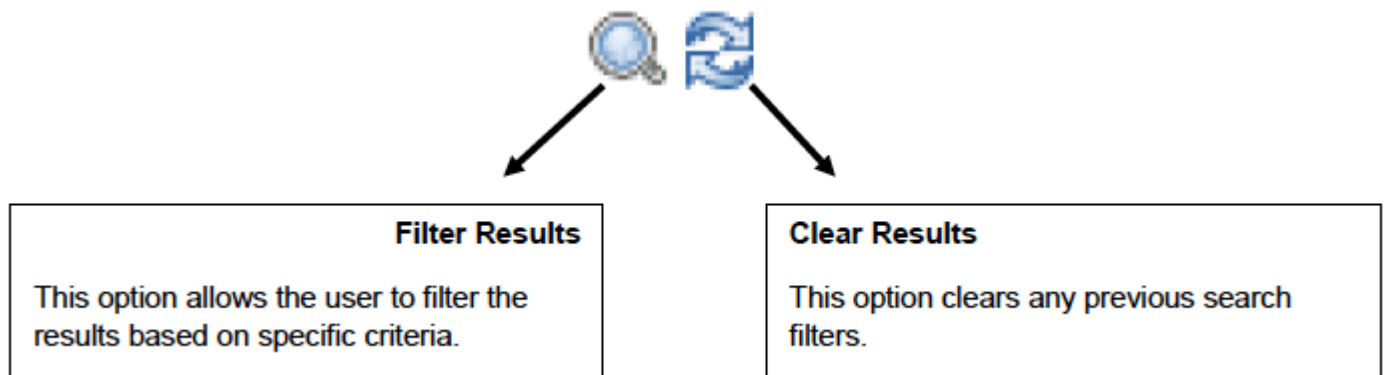 Filter Results
This option allows the user to filter the
results based on specific criteria.
Clear Results
This option clears any previous search
filters.